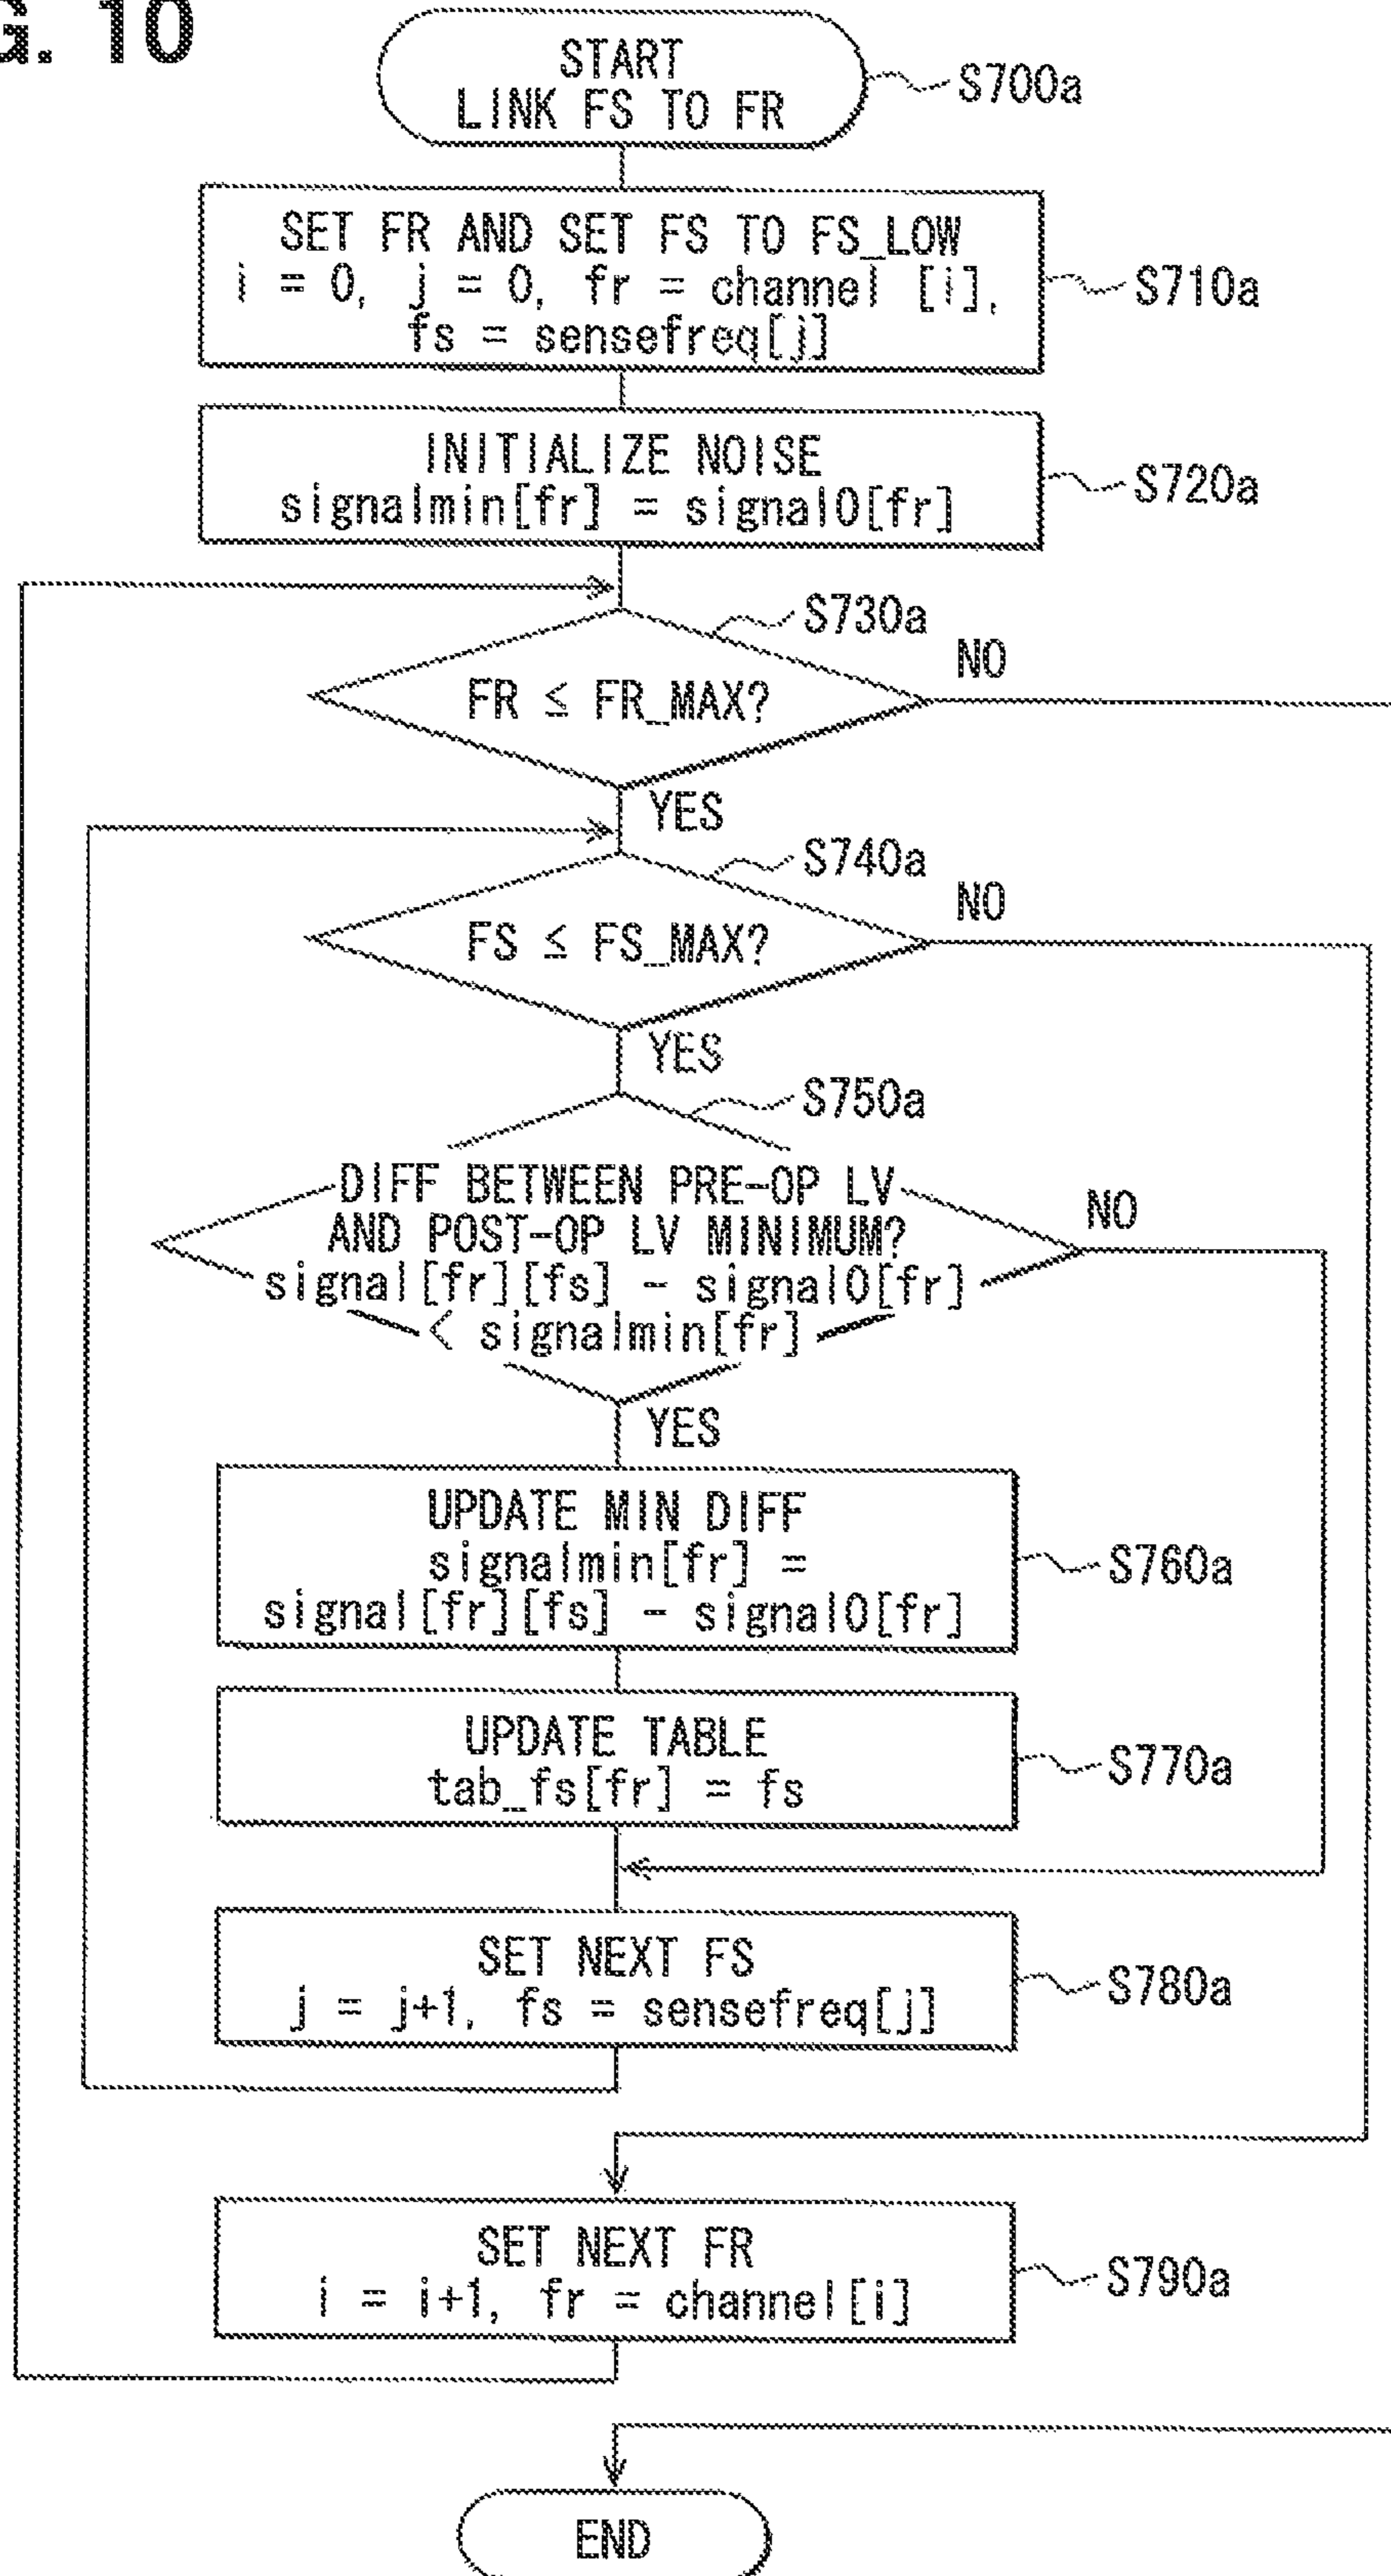 G. 10
START
LINK FS TO FR
S700a
SET FR AND SET FS TO FS_LOW
i = 0, j = 0, fr = channel [i],
fs = sensefreq[j]
S710a
INITIALIZE NOISE
signalmin[fr] = signal0[fr]
S720a
S730a
FR ≤ FR_MAX?
NO
YES
S740a
FS ≤ FS_MAX?
NO
YES
S750a
DIFF BETWEEN PRE-OP LV
AND POST-OP LV MINIMUM?
signal[fr][fs] - signal0[fr]
< signalmin[fr]
NO
YES
UPDATE MIN DIFF
signalmin[fr] =
signal[fr][fs] - signal0[fr]
S760a
UPDATE TABLE
tab_fs[fr] = fs
S770a
SET NEXT FS
j = j+1, fs = sensefreq[j]
S780a
SET NEXT FR
i = i+1, fr = channel[i]
S790a
END